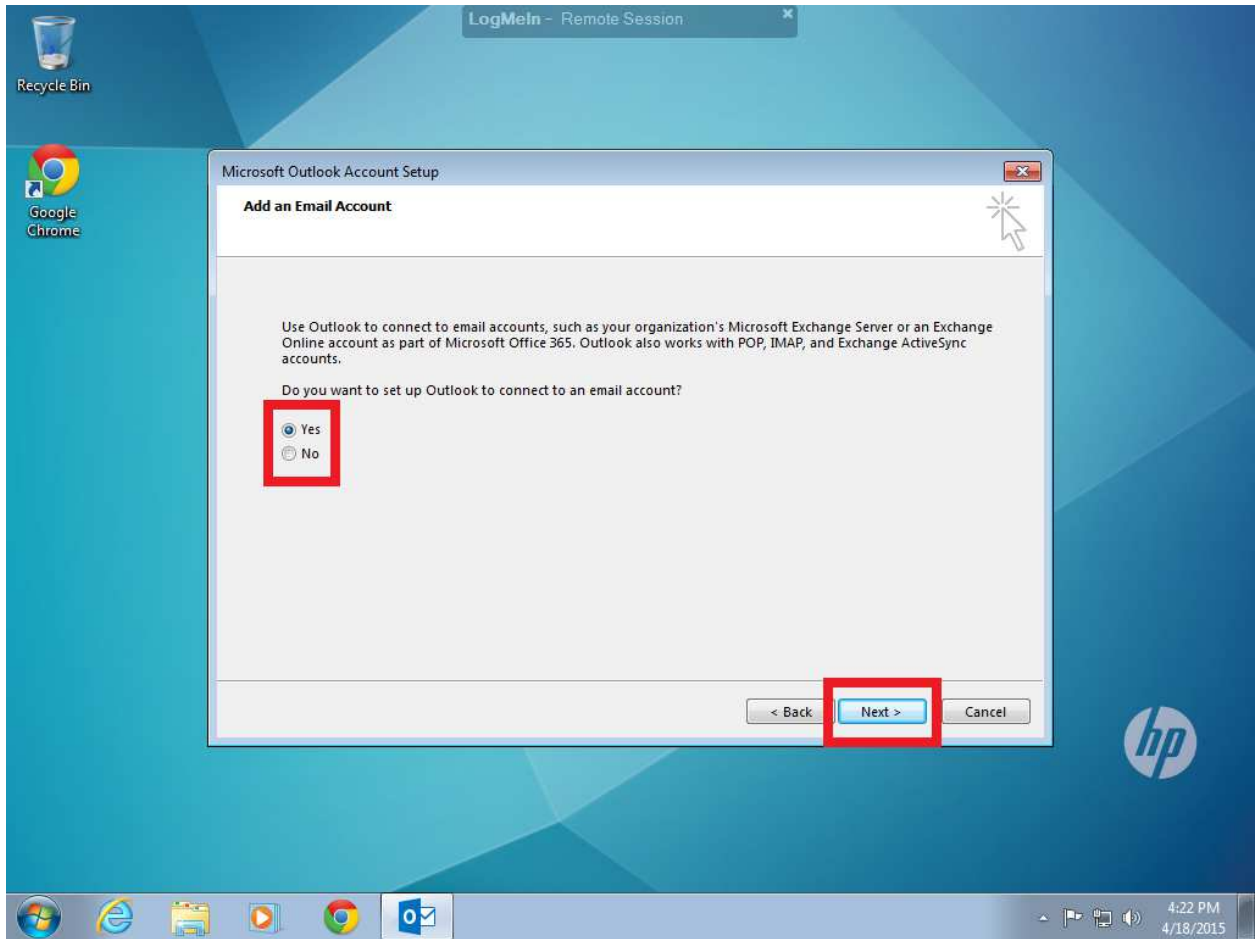 LogMeIn - Remote Session
Recycle Bin
Google
Chrome
Microsoft Outlook Account Setup
Add an Email Account
Use Outlook to connect to email accounts, such as your organization's Microsoft Exchange Server or an Exchange
Online account as part of Microsoft Office 365. Outlook also works with POP, IMAP, and Exchange ActiveSync
accounts.
Do you want to set up Outlook to connect to an email account?
Yes
No
< Back
Next >
Cancel
hp
4:22 PM
4/18/2015